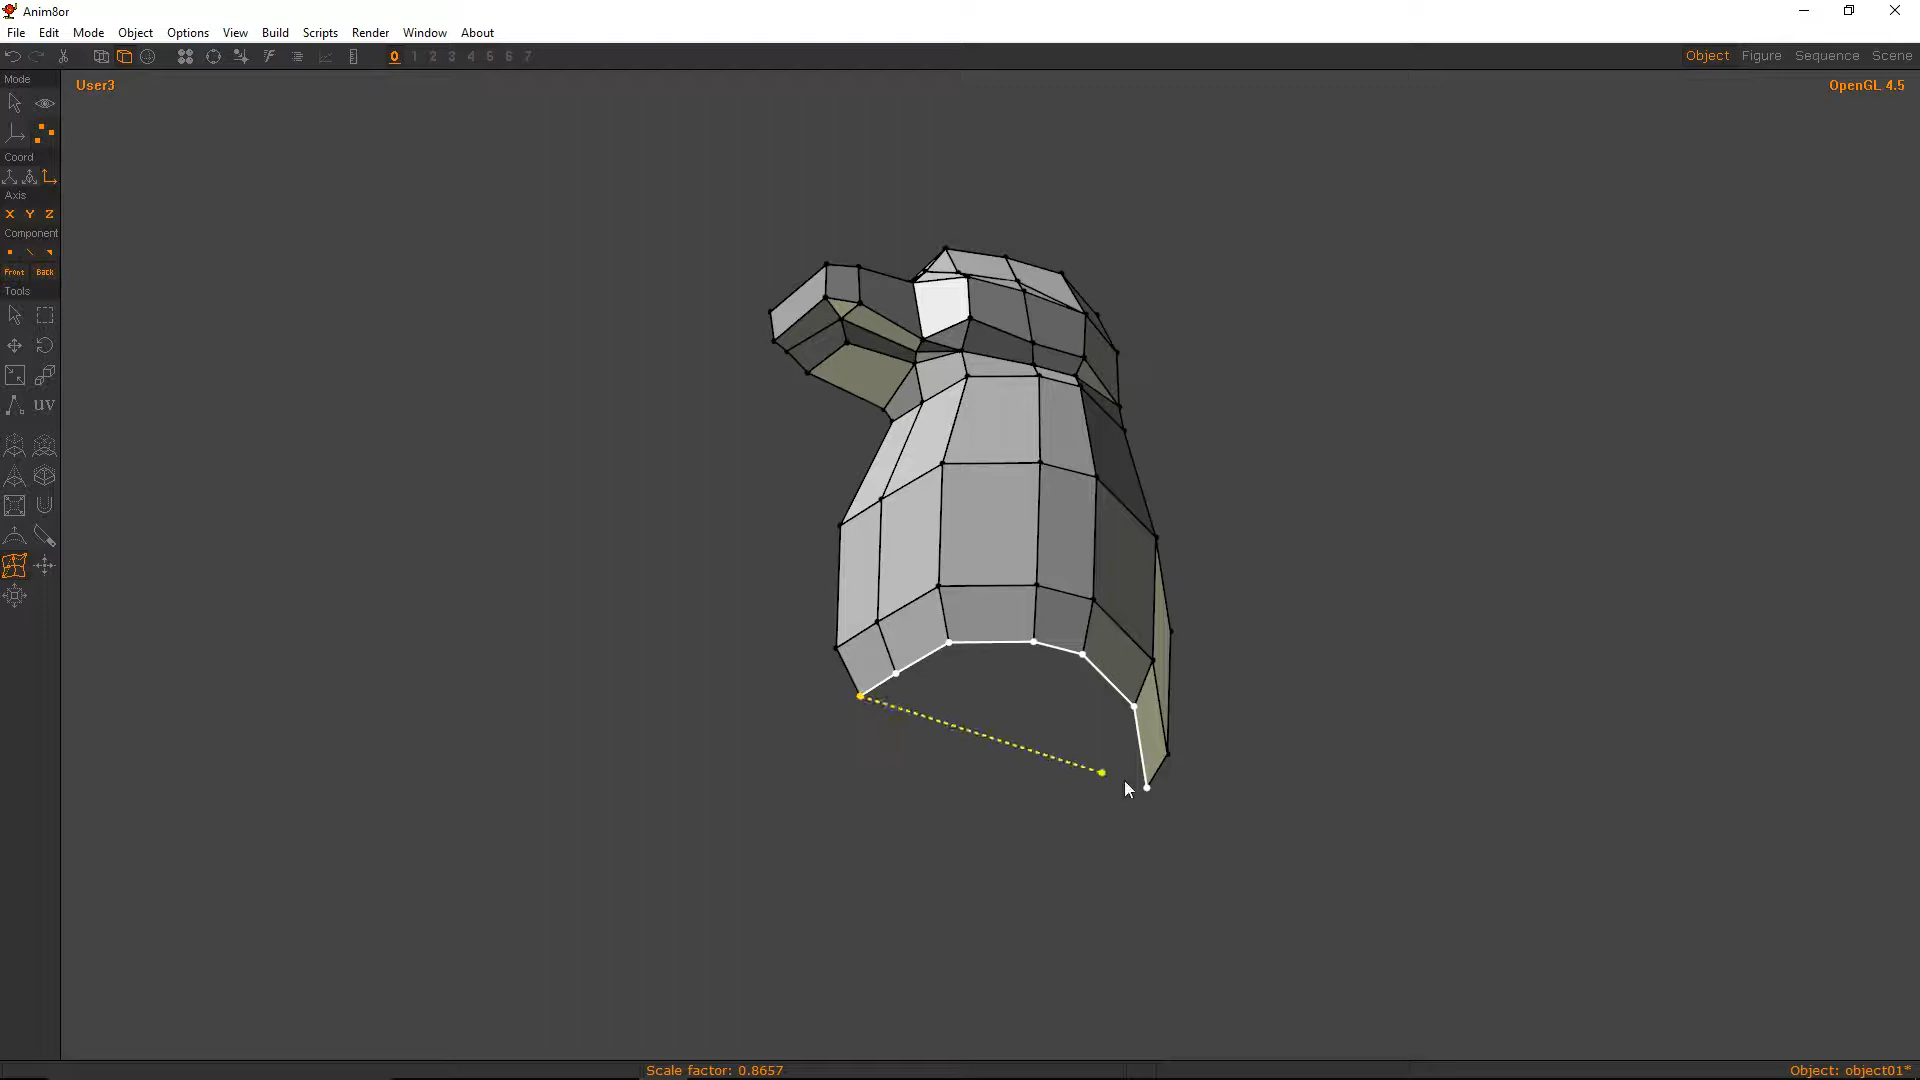 Anim8or
File Edit Mode Object Options View Build Scripts Render Window About
0 1 2 3 4 5 6 7
Object Figure Sequence Scene
Mode
User3
OpenGL 4.5
Coord
Axis
X Y Z
Component
Front Back
Tools
UV
Scale factor: 0.8657
Object: object01*